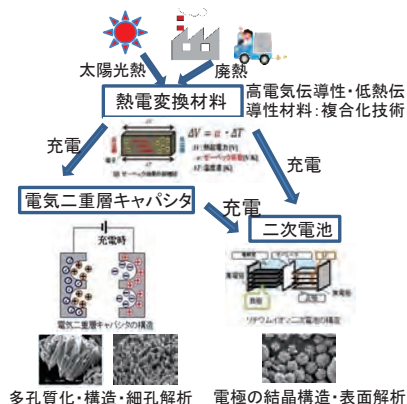 太陽光熱
廃熱
熱電変換材料
高電気伝導性・低熱伝
導性材料:複合化技術
充電
ΔV = α・ΔT
充電
電気二重層キャパシタ
充電
二次電池
充電時
電気二重層キャパシタの構造
リチウムイオン二次電池の構造
多孔質化・構造・細孔解析
電極の結晶構造・表面解析